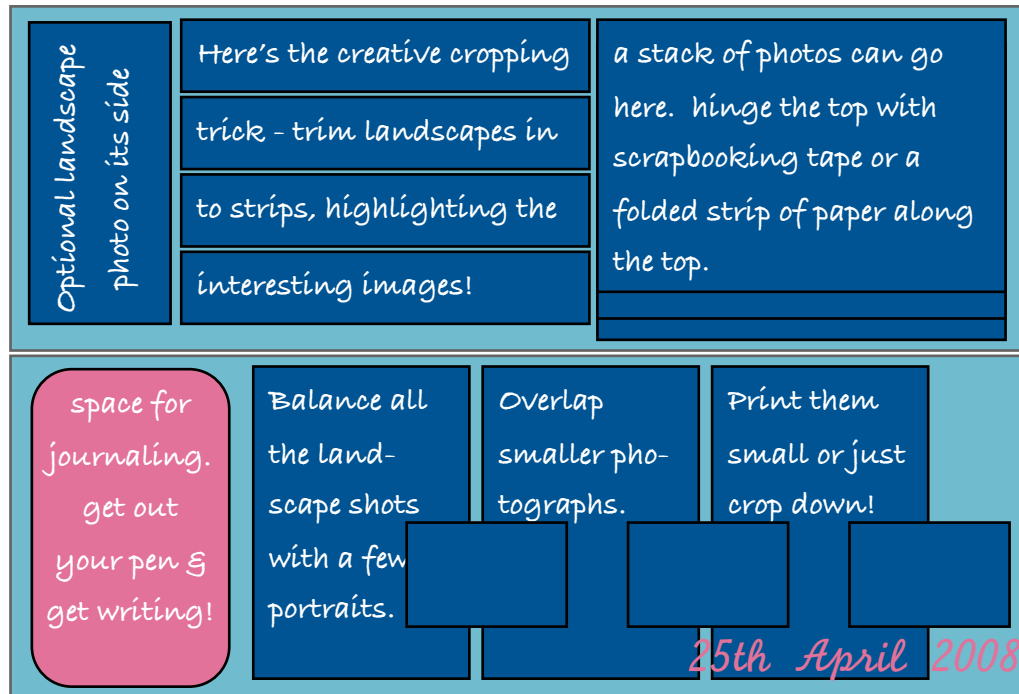 Optional landscape
photo on its side
Here's the creative cropping
trick - trim landscapes in
to strips, highlighting the
interesting images!
a stack of photos can go
here. hinge the top with
scrapbooking tape or a
folded strip of paper along
the top.
space for
journaling.
get out
your pen &
get writing!
Balance all
the land-
scape shots
with a few
portraits.
Overlap
smaller pho-
tographs.
Print them
small or just
crop down!
25th April 2008